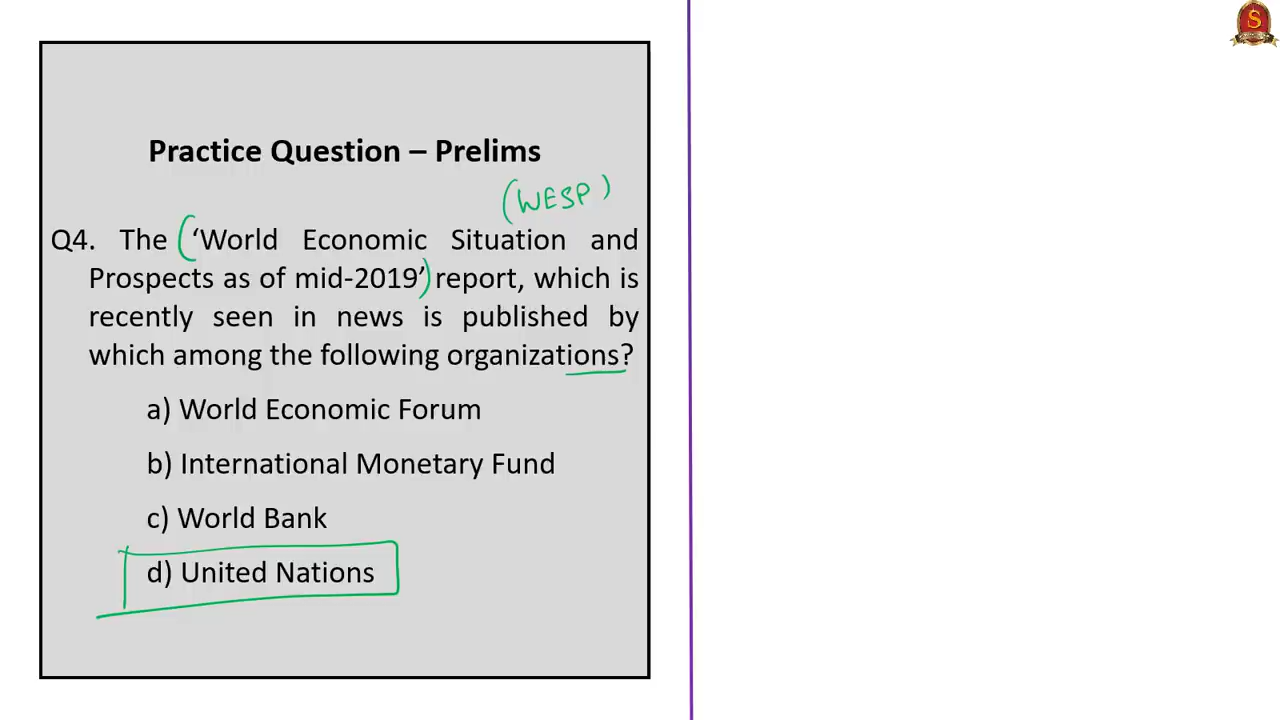 S
Practice Question – Prelims
(WESP)
Q4. The (‘World Economic Situation and
Prospects as of mid-2019’) report, which is
recently seen in news is published by
which among the following organizations?
a) World Economic Forum
b) International Monetary Fund
c) World Bank
d) United Nations